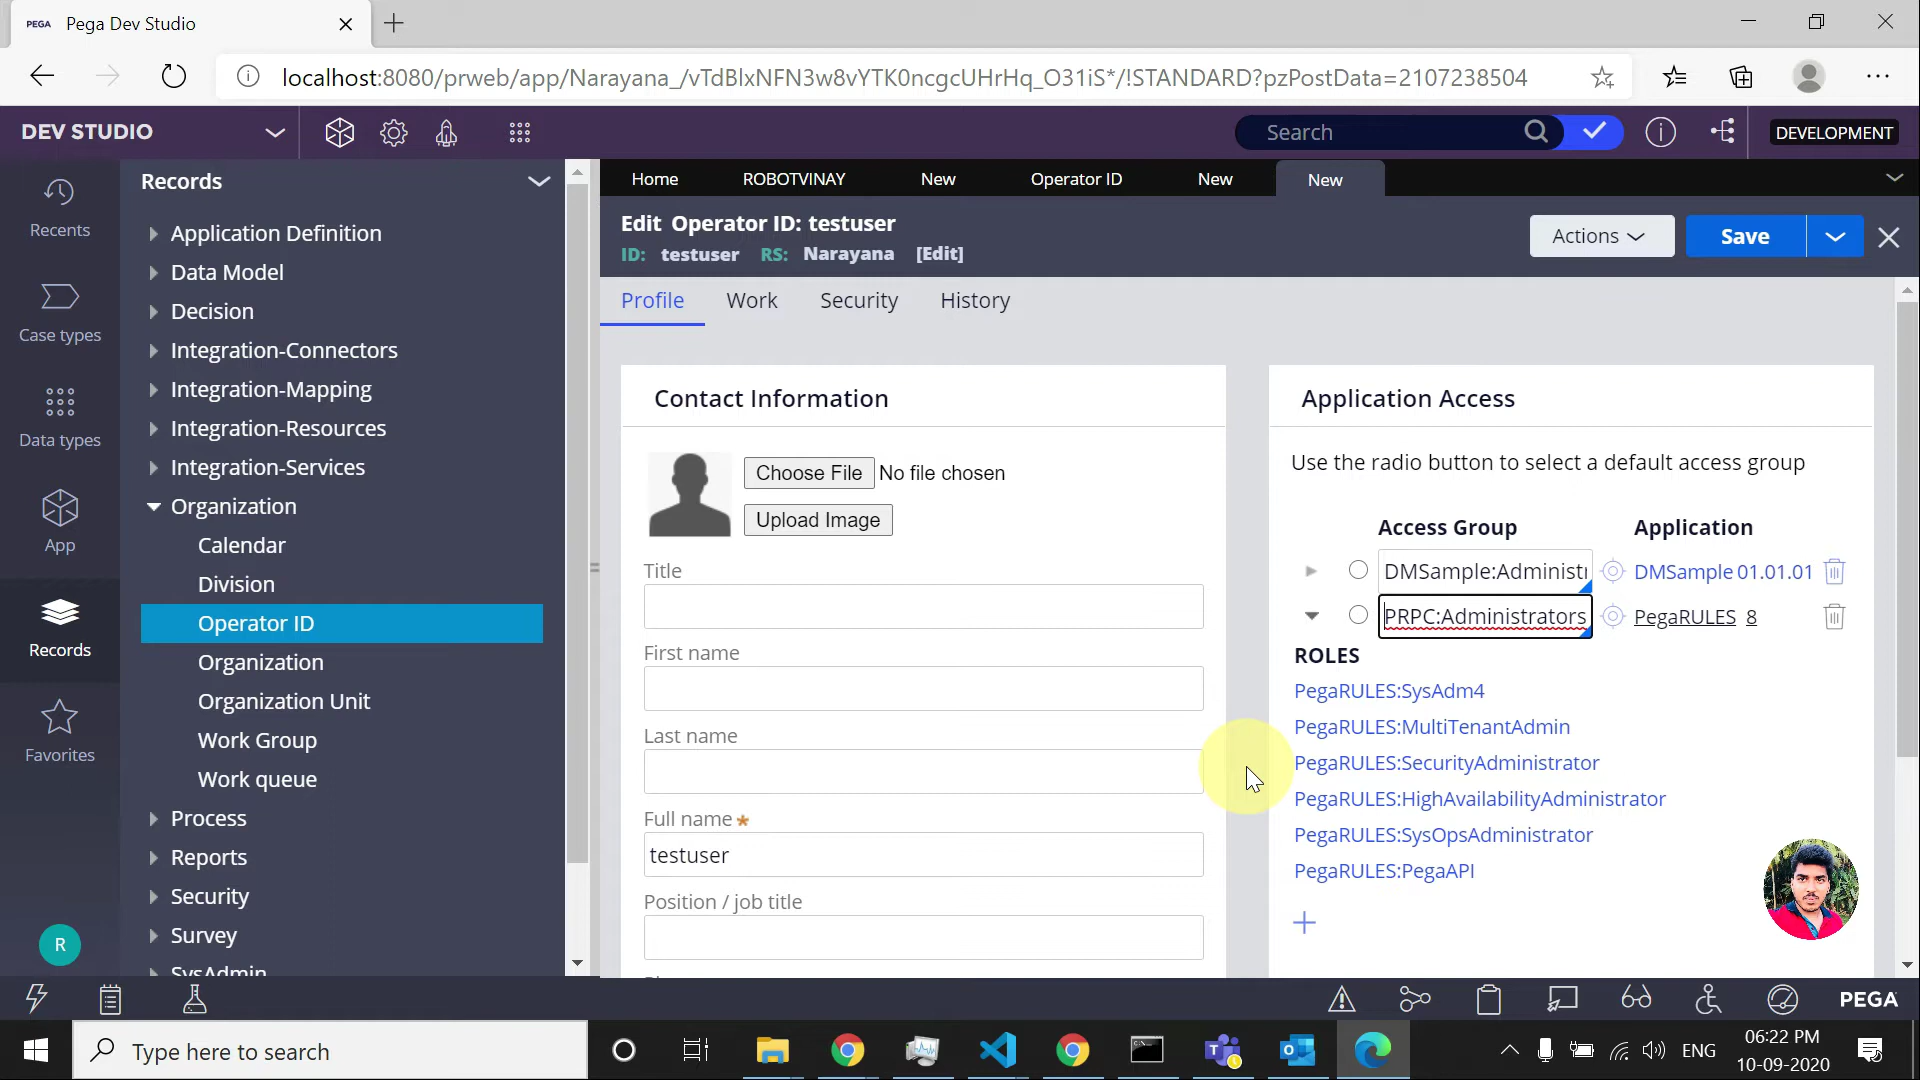 PEGA Pega Dev Studio
localhost:8080/prweb/app/Narayana_/vTdBlxNFN3w8vYTK0ncgcUHrHq_O31iS*/!STANDARD?pzPostData=2107238504
DEV STUDIO
Search
DEVELOPMENT
Recents
Case types
Data types
App
Records
Favorites
R
Records
Application Definition
Data Model
Decision
Integration-Connectors
Integration-Mapping
Integration-Resources
Integration-Services
Organization
Calendar
Division
Operator ID
Organization
Organization Unit
Work Group
Work queue
Process
Reports
Security
Survey
SysAdmin
Home ROBOTVINAY New Operator ID New New
Edit Operator ID: testuser
ID: testuser RS: Narayana [Edit]
Actions
Save
Profile Work Security History
Contact Information
Choose File No file chosen
Upload Image
Title
First name
Last name
Full name
testuser
Position / job title
Application Access
Use the radio button to select a default access group
Access Group Application
DMSample:Administr DMSample 01.01.01
PRPC:Administrators PegaRULES 8
ROLES
PegaRULES:SysAdm4
PegaRULES:MultiTenantAdmin
PegaRULES:SecurityAdministrator
PegaRULES:HighAvailabilityAdministrator
PegaRULES:SysOpsAdministrator
PegaRULES:PegaAPI
PEGA
Type here to search
ENG
06:22 PM
10-09-2020